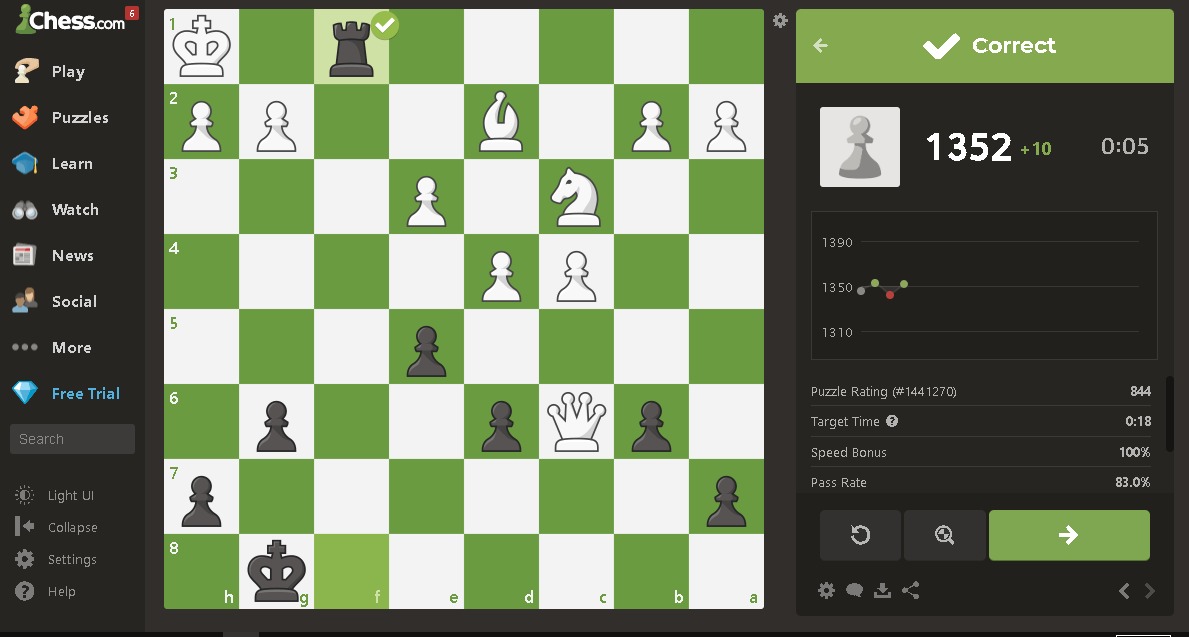 Chess.com 6
Play
Puzzles
Learn
Watch
News
Social
More
Free Trial
Search
Light UI
Collapse
Settings
Help
1
2
3
4
5
6
7
8
h g f e d c b a
Correct
1352 +10 0:05
1390
1350
1310
Puzzle Rating (#1441270) 844
Target Time ? 0:18
Speed Bonus 100%
Pass Rate 83.0%